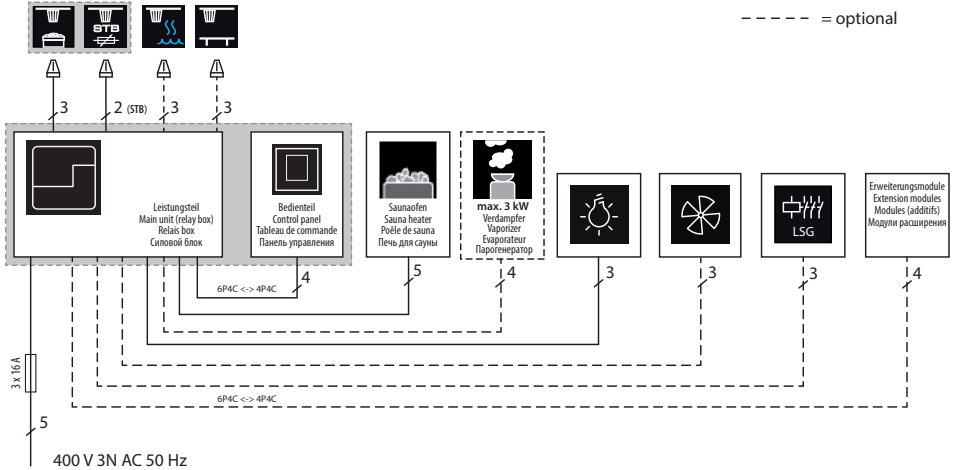 = optional
STB
3
2 (STB)
3
3
Leistungsteil
Main unit (relay box)
Relais box
Силовой блок
Bedienteil
Control panel
Tableau de commande
Панель управления
Saunaofen
Sauna heater
Poêle de sauna
Печь для сауны
max. 3 kW
Verdampfer
Vaporizer
Evaporateur
Парогенератор
LSG
Erweiterungsmodule
Extension modules
Modules (additifs)
Модули расширения
4
5
4
3
3
3
4
6P4C <-> 4P4C
3 x 16 A
6P4C <-> 4P4C
5
400 V 3N AC 50 Hz